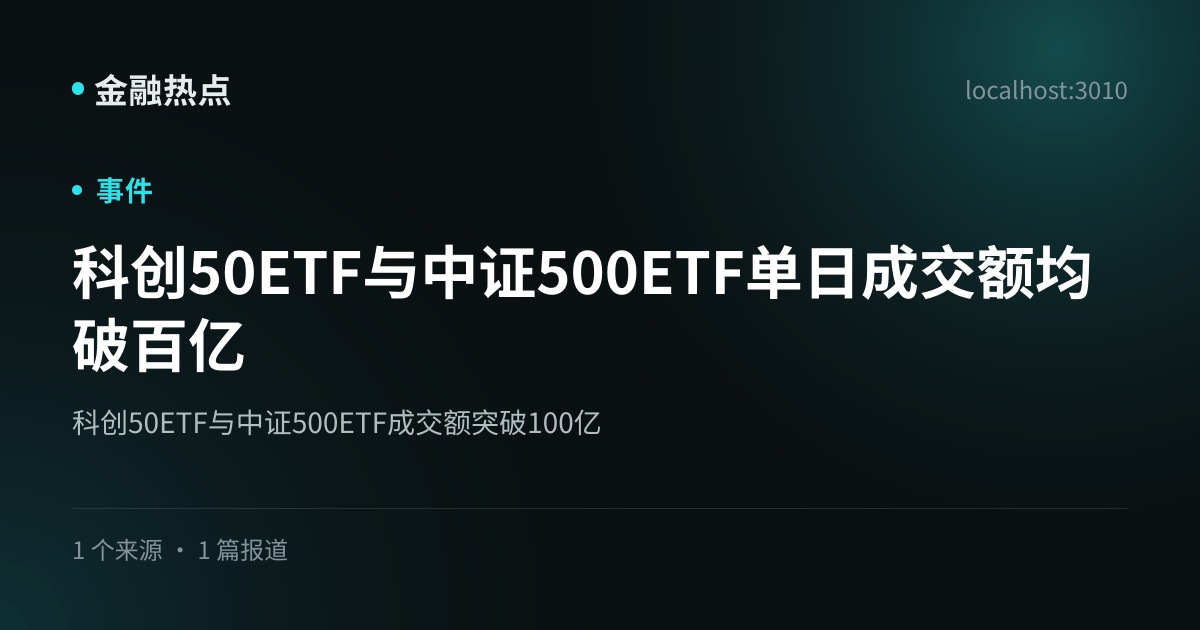 金融热点
localhost:3010
事件
科创50ETF与中证500ETF单日成交额均
破百亿
科创50ETF与中证500ETF成交额突破100亿
1 个来源 · 1 篇报道